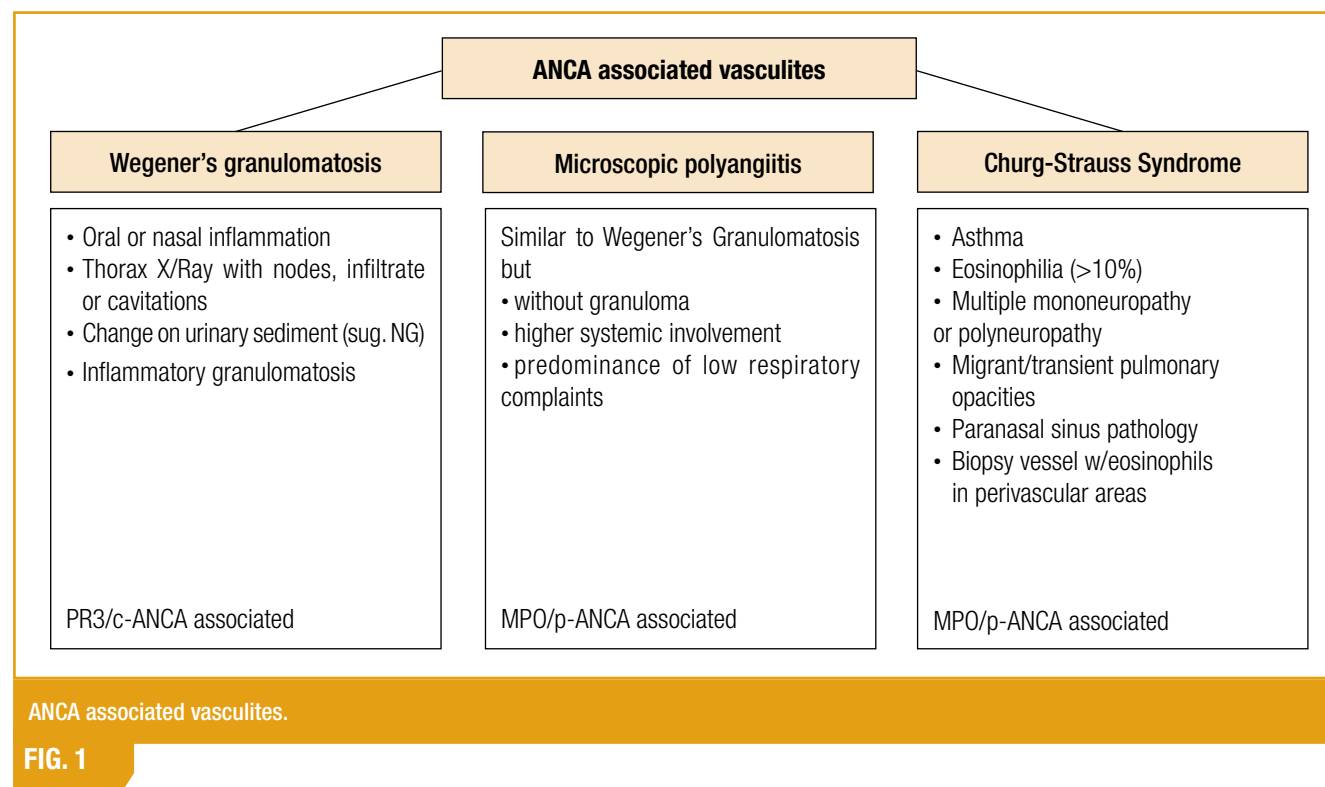 ANCA associated vasculites
Wegener's granulomatosis
• Oral or nasal inflammation
• Thorax X/Ray with nodes, infiltrate
or cavitations
• Change on urinary sediment (sug. NG)
• Inflammatory granulomatosis
PR3/c-ANCA associated
Microscopic polyangiitis
Similar to Wegener's Granulomatosis
but
• without granuloma
• higher systemic involvement
• predominance of low respiratory
complaints
MPO/p-ANCA associated
Churg-Strauss Syndrome
• Asthma
• Eosinophilia (>10%)
• Multiple mononeuropathy
or polyneuropathy
• Migrant/transient pulmonary
opacities
• Paranasal sinus pathology
• Biopsy vessel w/eosinophils
in perivascular areas
MPO/p-ANCA associated
ANCA associated vasculites.
FIG. 1